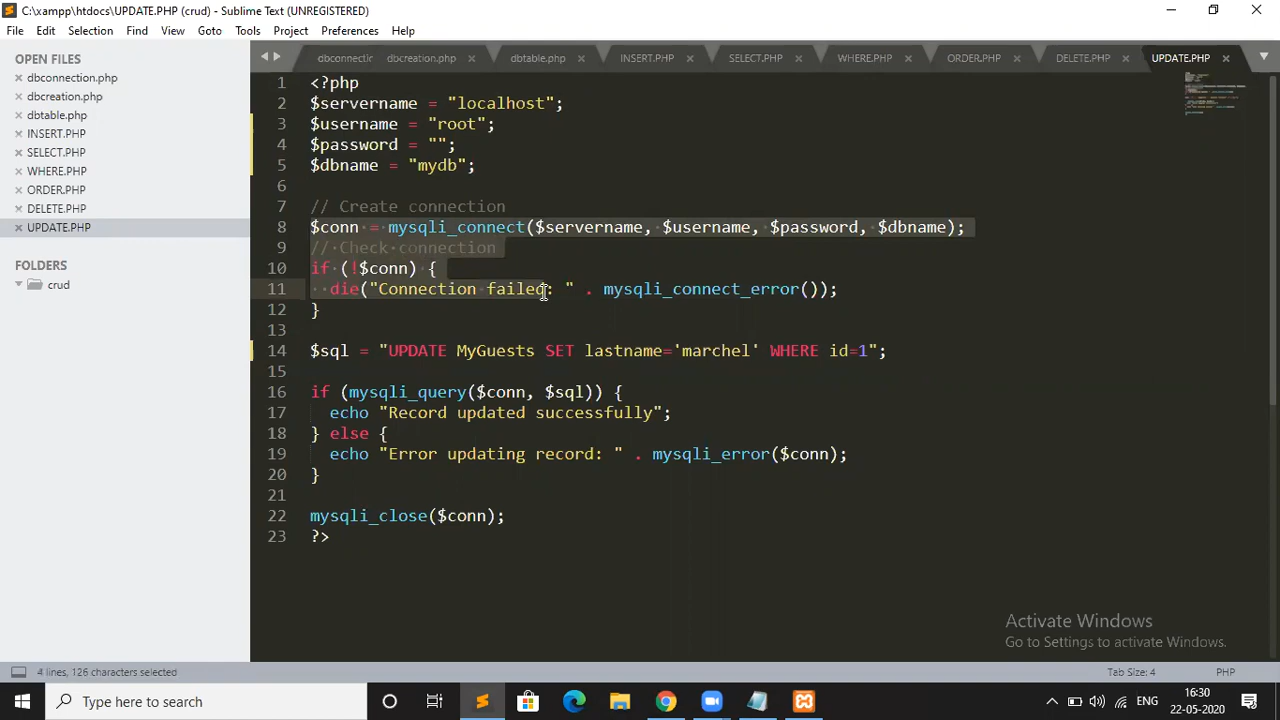 C:\xampp\htdocs\UPDATE.PHP (crud) - Sublime Text (UNREGISTERED)
File Edit Selection Find View Goto Tools Project Preferences Help
OPEN FILES
dbconnection.php
dbcreation.php
dbtable.php
INSERT.PHP
SELECT.PHP
WHERE.PHP
ORDER.PHP
DELETE.PHP
UPDATE.PHP
FOLDERS
crud
dbconnectic dbcreation.php dbtable.php INSERT.PHP SELECT.PHP WHERE.PHP ORDER.PHP DELETE.PHP UPDATE.PHP
1 <?php
2 $servername = "localhost";
3 $username = "root";
4 $password = "";
5 $dbname = "mydb";
6
7 // Create connection
8 $conn = mysqli_connect($servername, $username, $password, $dbname);
9 // Check connection
10 if (!$conn) {
11 die("Connection failed: " . mysqli_connect_error());
12 }
13
14 $sql = "UPDATE MyGuests SET lastname='marchel' WHERE id=1";
15
16 if (mysqli_query($conn, $sql)) {
17 echo "Record updated successfully";
18 } else {
19 echo "Error updating record: " . mysqli_error($conn);
20 }
21
22 mysqli_close($conn);
23 ?>
Activate Windows
Go to Settings to activate Windows.
4 lines, 126 characters selected
Tab Size: 4
PHP
Type here to search
ENG
16:30
22-05-2020